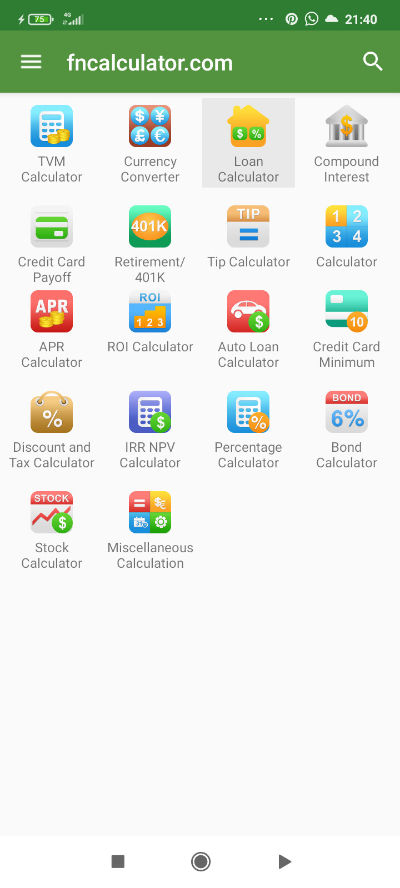 75 4G 21:40
fncalculator.com
TVM Calculator
Currency Converter
Loan Calculator
Compound Interest
TIP
1 2
3 4
401K
Credit Card Payoff
Retirement/ 401K
Tip Calculator
Calculator
APR
ROI
1 2 3
10
APR Calculator
ROI Calculator
Auto Loan Calculator
Credit Card Minimum
%
%
BOND
6%
Discount and Tax Calculator
IRR NPV Calculator
Percentage Calculator
Bond Calculator
STOCK
$
Stock Calculator
Miscellaneous Calculation